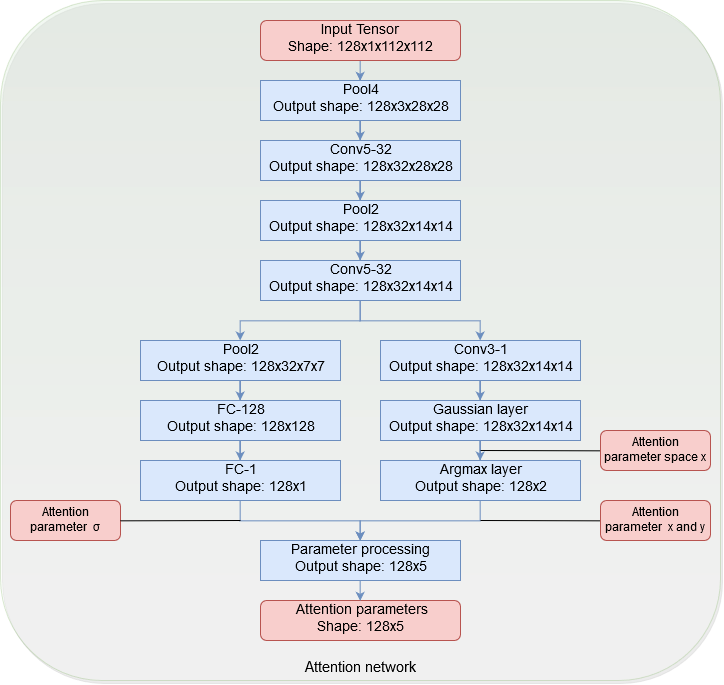 Input Tensor
Shape: 128x1x112x112
Pool4
Output shape: 128x3x28x28
Conv5-32
Output shape: 128x32x28x28
Pool2
Output shape: 128x32x14x14
Conv5-32
Output shape: 128x32x14x14
Pool2
Output shape: 128x32x7x7
Conv3-1
Output shape: 128x32x14x14
FC-128
Output shape: 128x128
Gaussian layer
Output shape: 128x32x14x14
Attention
parameter space x
FC-1
Output shape: 128x1
Argmax layer
Output shape: 128x2
Attention
parameter σ
Attention
parameter x and y
Parameter processing
Output shape: 128x5
Attention parameters
Shape: 128x5
Attention network